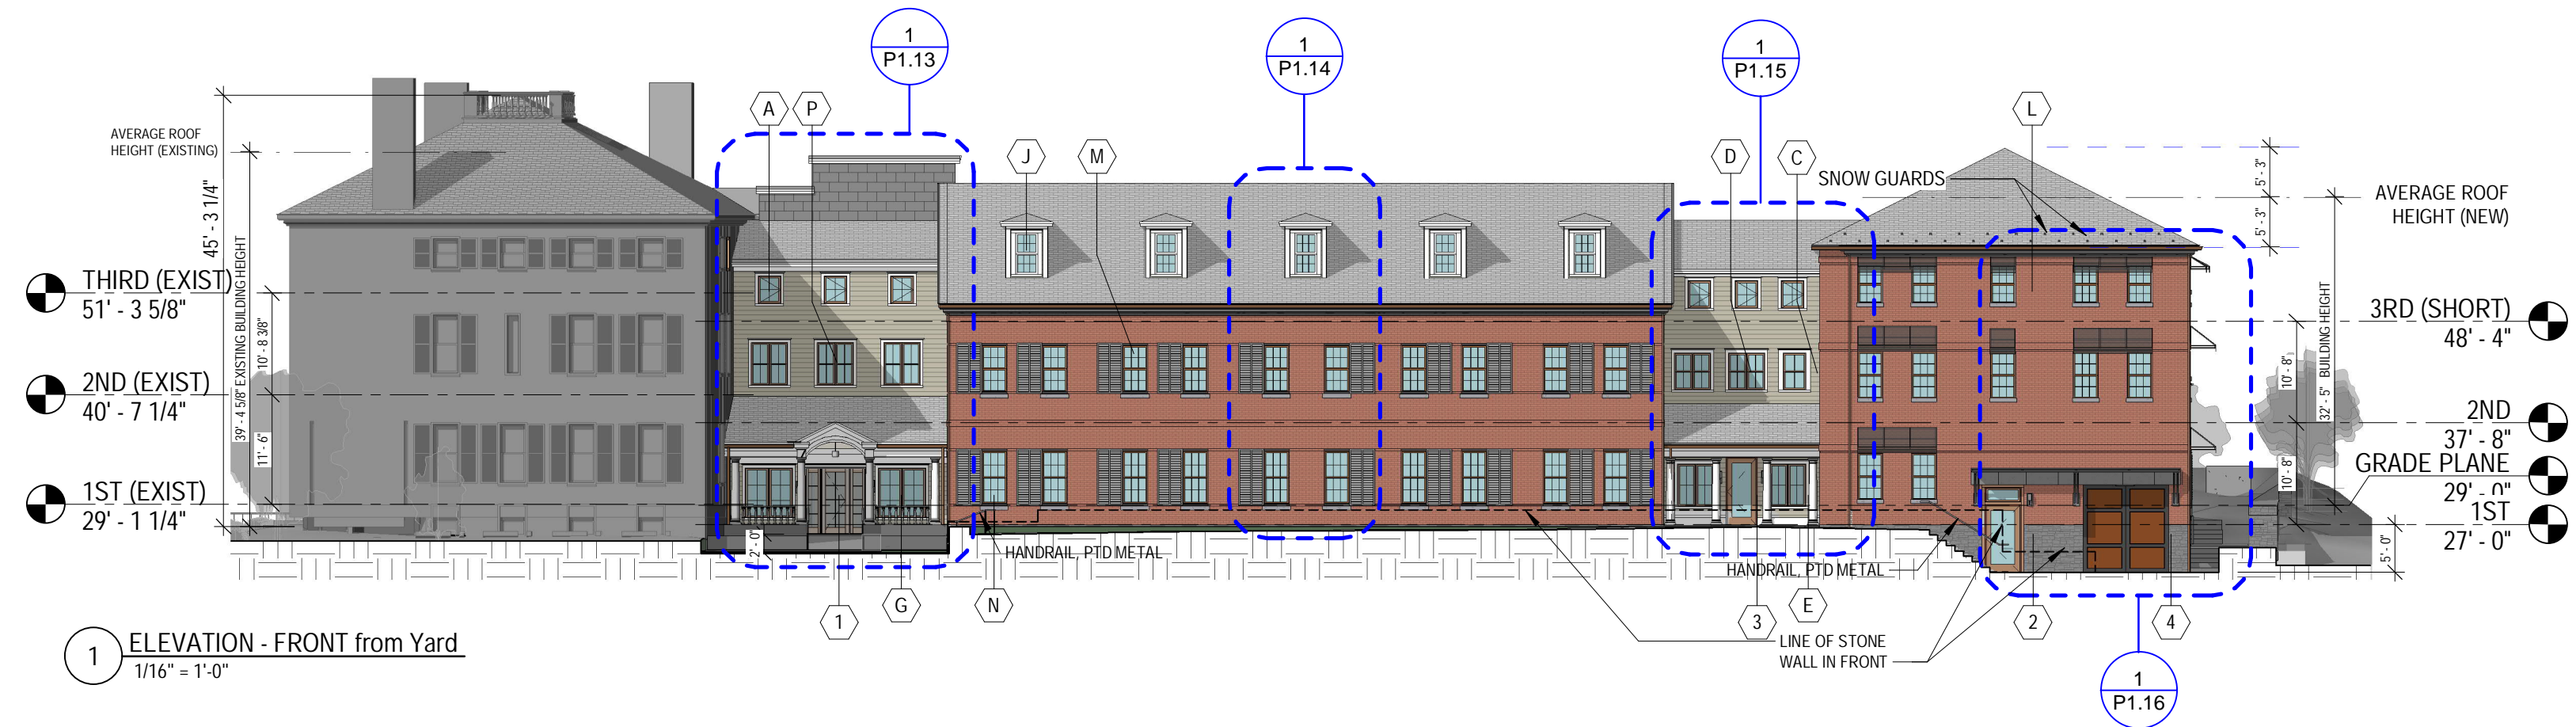 1
P1.13
1
P1.14
1
P1.15
A
P
J
M
D
C
L
AVERAGE ROOF
HEIGHT (EXISTING)
45' - 3 1/4"
39' - 4 5/8" EXISTING BUILDING HEIGHT
THIRD (EXIST)
51' - 3 5/8"
10' - 8 3/8"
2ND (EXIST)
40' - 7 1/4"
11' - 6"
1ST (EXIST)
29' - 1 1/4"
SNOW GUARDS
5' - 3"
5' - 3"
AVERAGE ROOF
HEIGHT (NEW)
32' - 5" BUILDING HEIGHT
3RD (SHORT)
48' - 4"
10' - 8"
2ND
37' - 8"
GRADE PLANE
29' - 0"
10' - 8"
1ST
27' - 0"
5' - 0"
2' - 0"
HANDRAIL, PTD METAL
HANDRAIL, PTD METAL
1
G
N
3
E
2
4
LINE OF STONE
WALL IN FRONT
1
P1.16
1
ELEVATION - FRONT from Yard
1/16" = 1'-0"